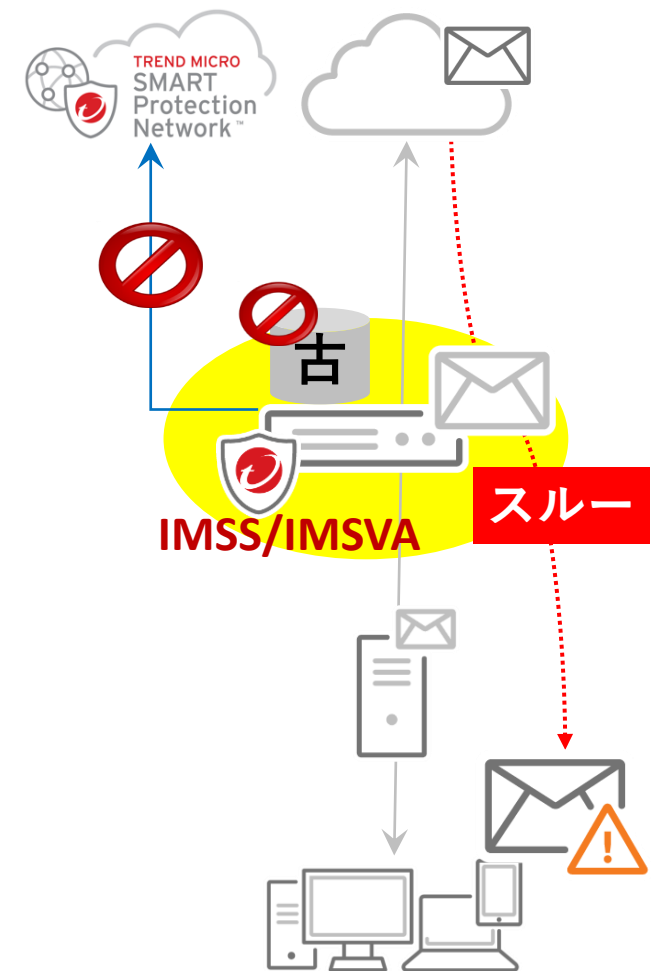 TREND MICRO
SMART
Protection
Network™
古
IMSS/IMSVA
スルー